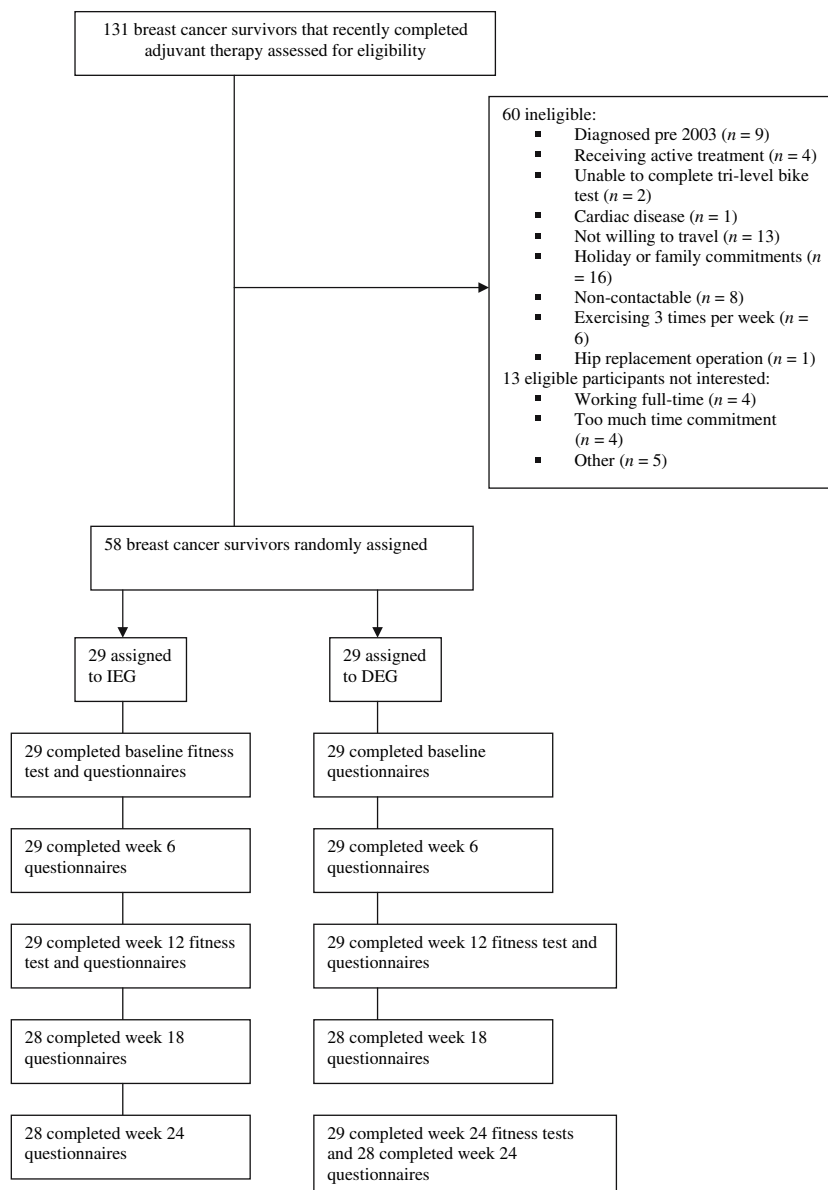 131 breast cancer survivors that recently completed
adjuvant therapy assessed for eligibility
60 ineligible:
▪ Diagnosed pre 2003 (n = 9)
▪ Receiving active treatment (n = 4)
▪ Unable to complete tri-level bike
test (n = 2)
▪ Cardiac disease (n = 1)
▪ Not willing to travel (n = 13)
▪ Holiday or family commitments (n
= 16)
▪ Non-contactable (n = 8)
▪ Exercising 3 times per week (n =
6)
▪ Hip replacement operation (n = 1)
13 eligible participants not interested:
▪ Working full-time (n = 4)
▪ Too much time commitment
(n = 4)
▪ Other (n = 5)
58 breast cancer survivors randomly assigned
29 assigned
to IEG
29 assigned
to DEG
29 completed baseline fitness
test and questionnaires
29 completed baseline
questionnaires
29 completed week 6
questionnaires
29 completed week 6
questionnaires
29 completed week 12 fitness
test and questionnaires
29 completed week 12 fitness test and
questionnaires
28 completed week 18
questionnaires
28 completed week 18
questionnaires
28 completed week 24
questionnaires
29 completed week 24 fitness tests
and 28 completed week 24
questionnaires